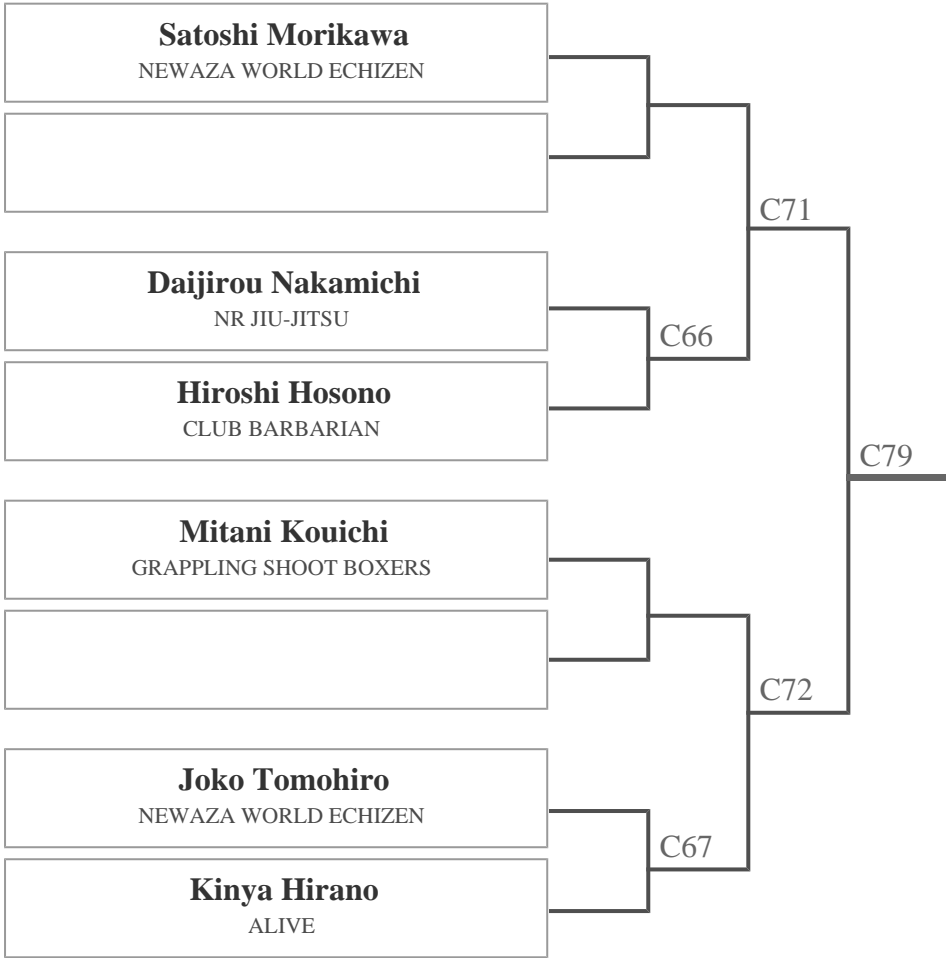 Satoshi Morikawa
NEWAZA WORLD ECHIZEN
C71
Daijirou Nakamichi
NR JIU-JITSU
C66
Hiroshi Hosono
CLUB BARBARIAN
C79
Mitani Kouichi
GRAPPLING SHOOT BOXERS
C72
Joko Tomohiro
NEWAZA WORLD ECHIZEN
C67
Kinya Hirano
ALIVE